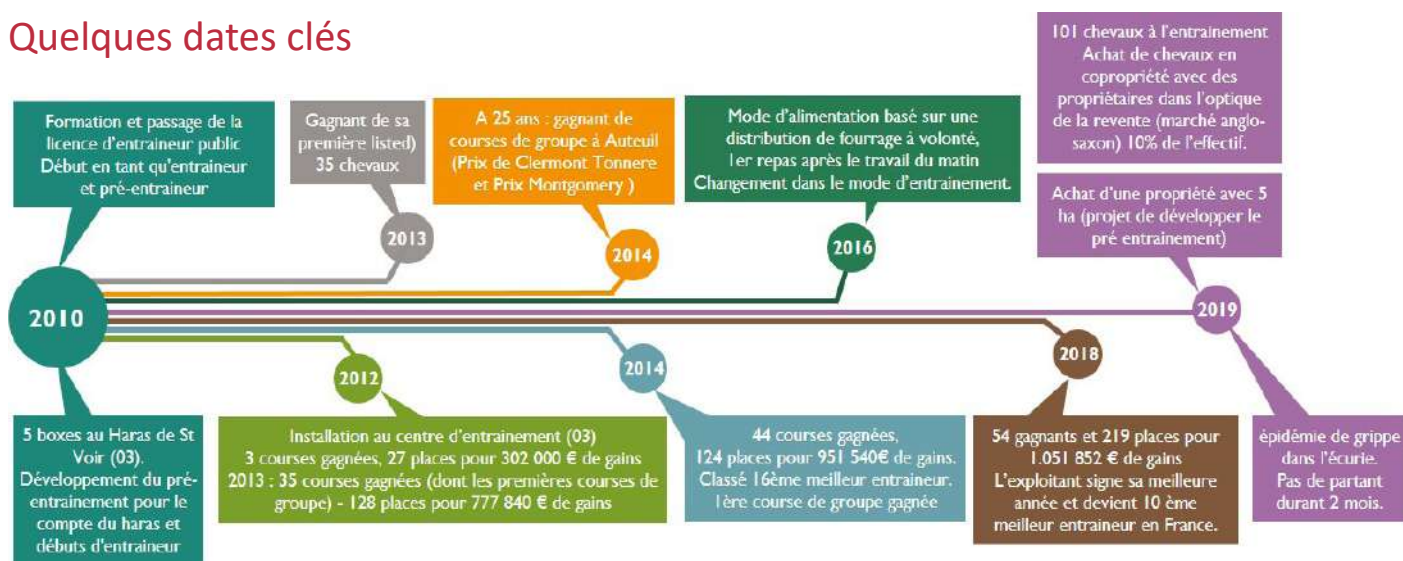 Quelques dates clés
Formation et passage de la
licence d'entraineur public
Début en tant qu'entraineur
et pré-entraineur
Gagnant de sa
première listed)
35 chevaux
A 25 ans : gagnant de
courses de groupe à Auteuil
(Prix de Clermont Tonnere
et Prix Montgomery )
Mode d'alimentation basé sur une
distribution de fourrage à volonté,
1er repas après le travail du matin
Changement dans le mode d'entrainement.
101 chevaux à l'entrainement
Achat de chevaux en
copropriété avec des
propriétaires dans l'optique
de la revente (marché anglo-
saxon) 10% de l'effectif.
Achat d'une propriété avec 5
ha (projet de développer le
pré entrainement)
2013
2014
2016
2010
2019
2012
2014
2018
5 boxes au Haras de St
Voir (03).
Développement du pré-
entrainement pour le
compte du haras et
débuts d'entraineur
Installation au centre d'entrainement (03)
3 courses gagnées, 27 places pour 302 000 € de gains
2013 : 35 courses gagnées (dont les premières courses de
groupe) - 128 places pour 777 840 € de gains
44 courses gagnées,
124 places pour 951 540€ de gains.
Classé 16ème meilleur entraineur.
1ère course de groupe gagnée
54 gagnants et 219 places pour
1.051 852 € de gains
L'exploitant signe sa meilleure
année et devient 10 ème
meilleur entraineur en France.
épidémie de grippe
dans l'écurie.
Pas de partant
durant 2 mois.